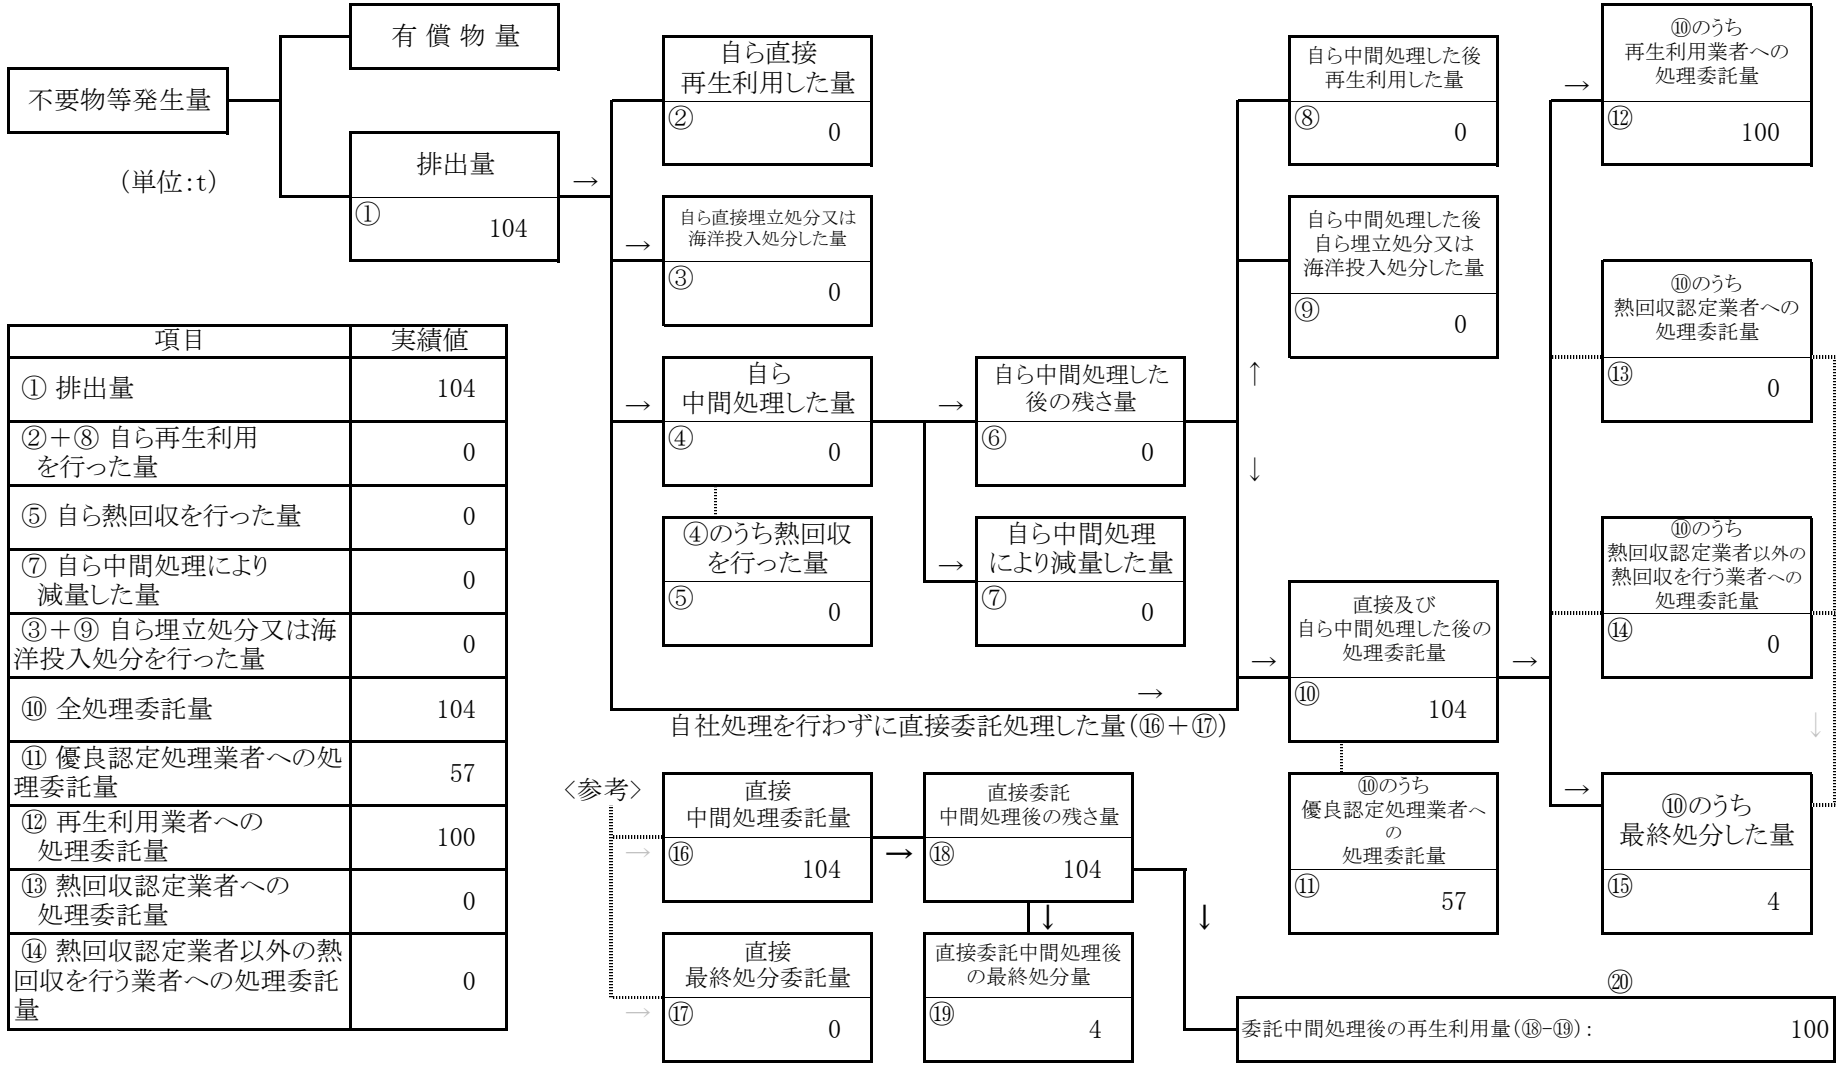 有 償 物 量
不要物等発生量
(単位:t)
排出量
①
104
→
自ら直接
再生利用した量
②
0
→
自ら直接埋立処分又は
海洋投入処分した量
③
0
→
自ら
中間処理した量
④
0
④のうち熱回収
を行った量
⑤
0
→
自ら中間処理した
後の残さ量
⑥
0
→
自ら中間処理
により減量した量
⑦
0
自ら中間処理した後
再生利用した量
⑧
0
自ら中間処理した後
自ら埋立処分又は
海洋投入処分した量
⑨
0
↑
↓
→
自社処理を行わずに直接委託処理した量(⑯+⑰)
→
直接及び
自ら中間処理した後の
処理委託量
⑩
104
→
⑩のうち
優良認定処理業者へ
の
処理委託量
⑪
57
→
⑩のうち
再生利用業者への
処理委託量
⑫
100
⑩のうち
熱回収認定業者への
処理委託量
⑬
0
⑩のうち
熱回収認定業者以外の
熱回収を行う業者への
処理委託量
⑭
0
↓
→
⑩のうち
最終処分した量
⑮
4
項目 実績値
① 排出量 104
②+⑧ 自ら再生利用
を行った量 0
⑤ 自ら熱回収を行った量 0
⑦ 自ら中間処理により
減量した量 0
③+⑨ 自ら埋立処分又は海
洋投入処分を行った量 0
⑩ 全処理委託量 104
⑪ 優良認定処理業者への処
理委託量 57
⑫ 再生利用業者への
処理委託量 100
⑬ 熱回収認定業者への
処理委託量 0
⑭ 熱回収認定業者以外の熱
回収を行う業者への処理委託
量 0
<参考>
→
直接
中間処理委託量
⑯
104
→
直接委託
中間処理後の残さ量
⑱
104
↓
↓
→
直接
最終処分委託量
⑰
0
直接委託中間処理後
の最終処分量
⑲
4
⑳
委託中間処理後の再生利用量(⑱-⑲): 100